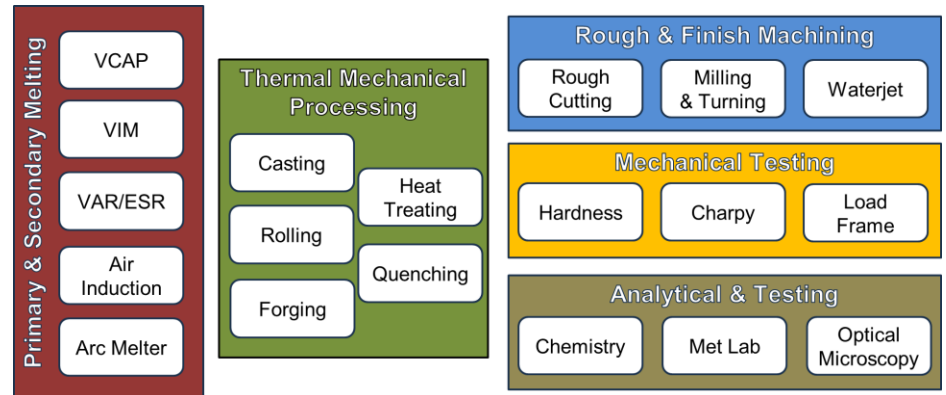 Primary & Secondary Melting
VCAP
VIM
VAR/ESR
Air
Induction
Arc Melter
Thermal Mechanical
Processing
Casting
Rolling
Forging
Heat
Treating
Quenching
Rough & Finish Machining
Rough
Cutting
Milling
& Turning
Waterjet
Mechanical Testing
Hardness
Charpy
Load
Frame
Analytical & Testing
Chemistry
Met Lab
Optical
Microscopy